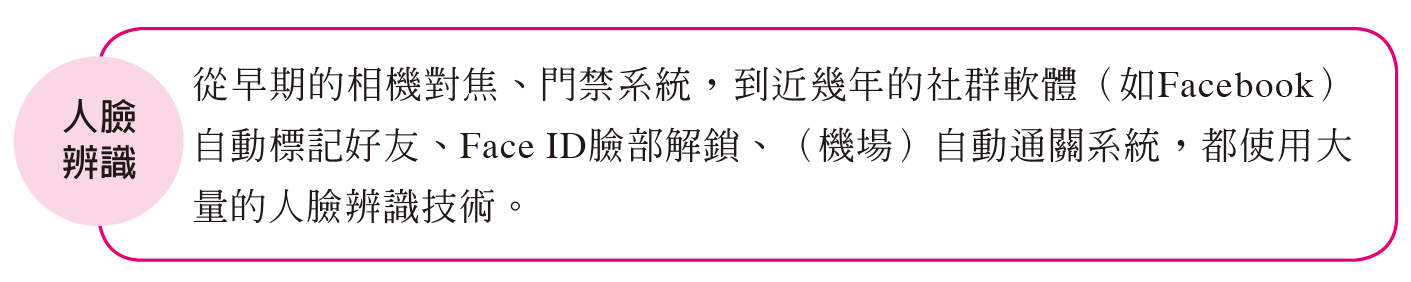 人臉
辨識
從早期的相機對焦、門禁系統，到近幾年的社群軟體（如Facebook）
自動標記好友、Face ID臉部解鎖、（機場）自動通關系統，都使用大
量的人臉辨識技術。